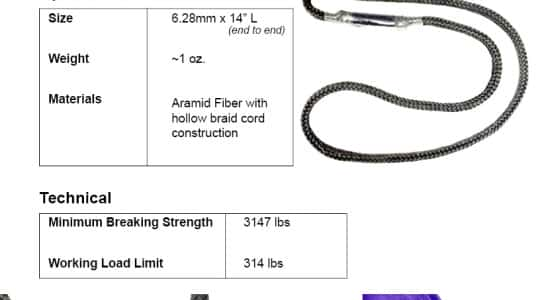 Size 6.28mm x 14" L
(end to end)
Weight ~1 oz.
Materials Aramid Fiber with
hollow braid cord
construction
Technical
Minimum Breaking Strength 3147 lbs
Working Load Limit 314 lbs